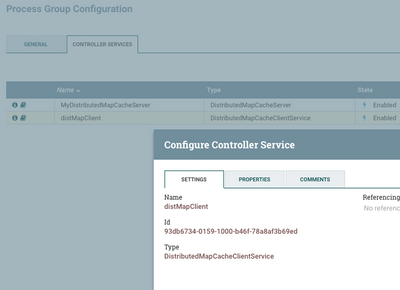 Process Group Configuration
GENERAL
CONTROLLER SERVICES
Name Type State
MyDistributedMapCacheServer DistributedMapCacheServer Enabled
distMapClient DistributedMapCacheClientService Enabled
Configure Controller Service
SETTINGS
PROPERTIES
COMMENTS
Name Referencing
distMapClient No referenc
Id
93db6734-0159-1000-b46f-78a8af3b69ed
Type
DistributedMapCacheClientService